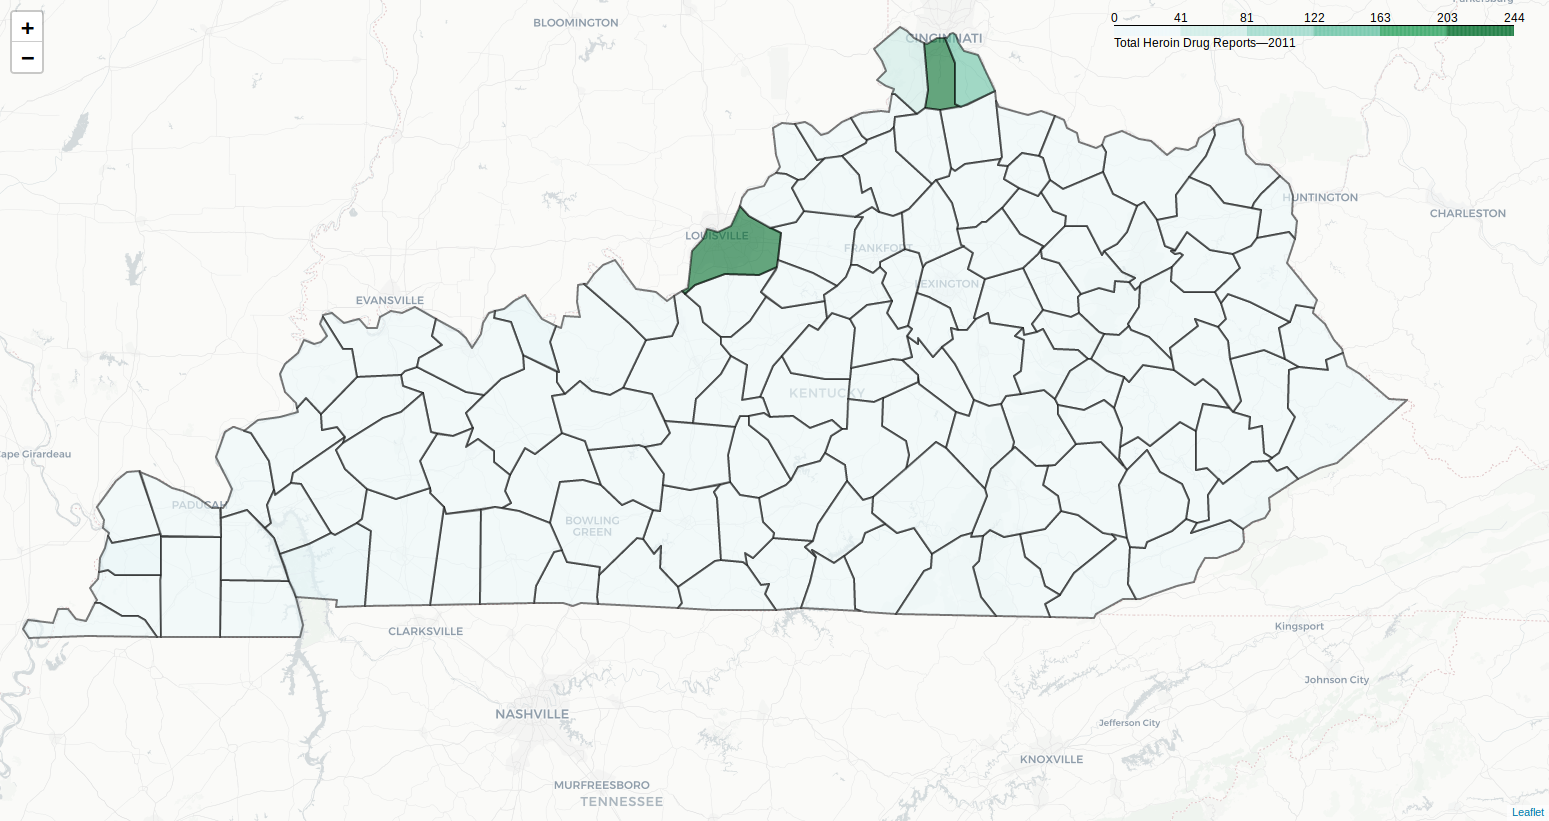 +
−
BLOOMINGTON
CINCINNATI
0 41 81 122 163 203 244
Total Heroin Drug Reports—2011
LOUISVILLE
FRANKFORT
HUNTINGTON
CHARLESTON
EVANSVILLE
LEXINGTON
KENTUCKY
Cape Girardeau
PADUCAH
BOWLING
GREEN
CLARKSVILLE
Kingsport
Johnson City
NASHVILLE
Jefferson City
KNOXVILLE
MURFREESBORO
TENNESSEE
Leaflet